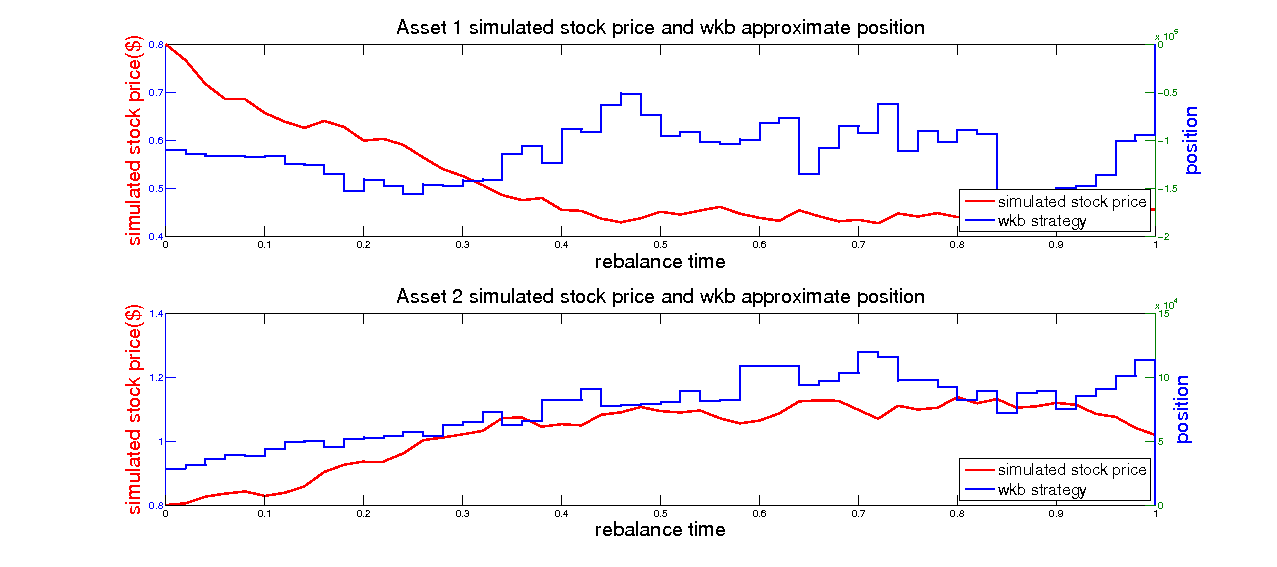 Asset 1 simulated stock price and wkb approximate position
x 10^5
0.8
0.7
0.6
0.5
0.4
simulated stock price($)
0
-0.5
-1
-1.5
-2
position
simulated stock price
wkb strategy
0 0.1 0.2 0.3 0.4 0.5 0.6 0.7 0.8 0.9 1
rebalance time
Asset 2 simulated stock price and wkb approximate position
x 10^4
1.4
1.2
1
0.8
simulated stock price($)
15
10
5
0
position
simulated stock price
wkb strategy
0 0.1 0.2 0.3 0.4 0.5 0.6 0.7 0.8 0.9 1
rebalance time